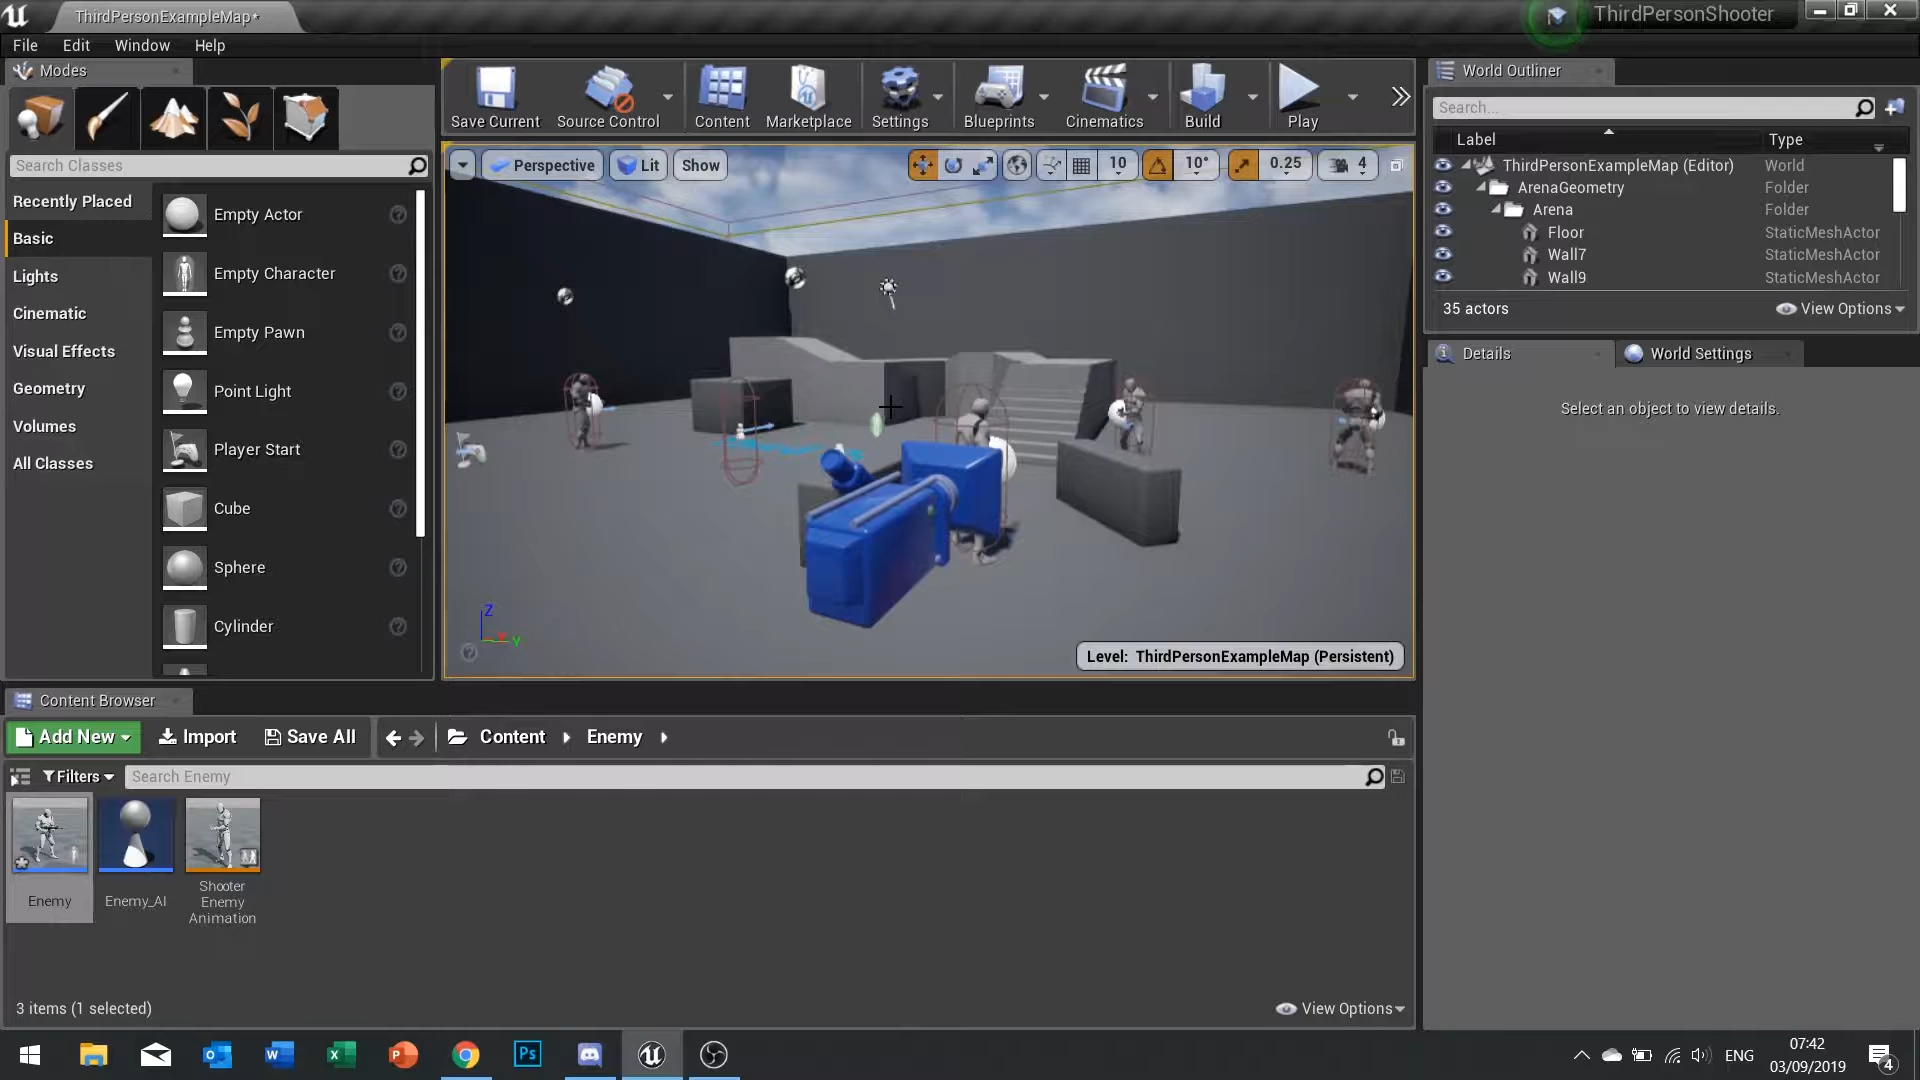 ThirdPersonExampleMap*
ThirdPersonShooter
File Edit Window Help
Modes
Search Classes
Recently Placed
Basic
Lights
Cinematic
Visual Effects
Geometry
Volumes
All Classes
Empty Actor
Empty Character
Empty Pawn
Point Light
Player Start
Cube
Sphere
Cylinder
Save Current Source Control Content Marketplace Settings Blueprints Cinematics Build Play
Perspective Lit Show 10 10° 0.25 4
Z
X Y
Level: ThirdPersonExampleMap (Persistent)
World Outliner
Search...
Label Type
ThirdPersonExampleMap (Editor) World
ArenaGeometry Folder
Arena Folder
Floor StaticMeshActor
Wall7 StaticMeshActor
Wall9 StaticMeshActor
35 actors View Options
Details World Settings
Select an object to view details.
Content Browser
Add New Import Save All Content Enemy
Filters Search Enemy
Enemy
Enemy_AI
Shooter
Enemy
Animation
3 items (1 selected) View Options
Ps
ENG
07:42
03/09/2019
4